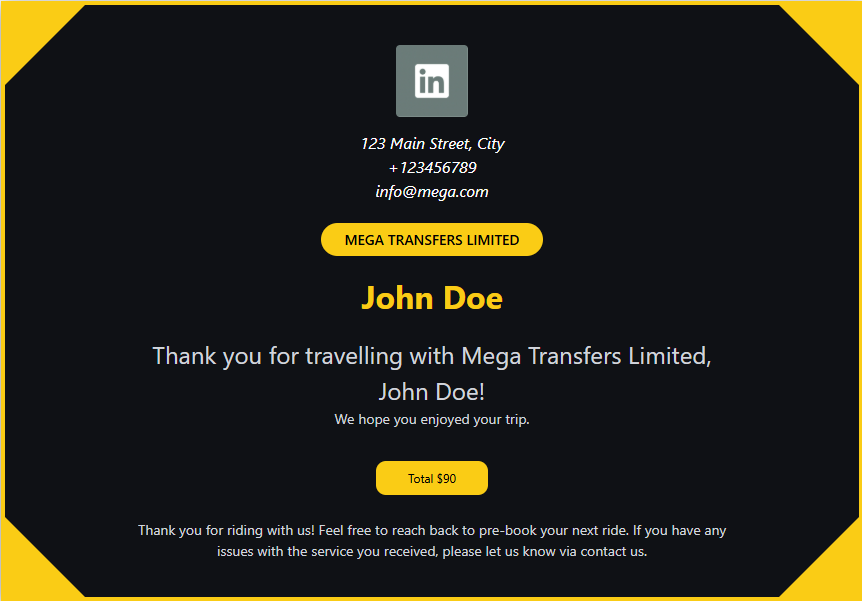 in
123 Main Street, City
+123456789
info@mega.com
MEGA TRANSFERS LIMITED
John Doe
Thank you for travelling with Mega Transfers Limited,
John Doe!
We hope you enjoyed your trip.
Total $90
Thank you for riding with us! Feel free to reach back to pre-book your next ride. If you have any
issues with the service you received, please let us know via contact us.